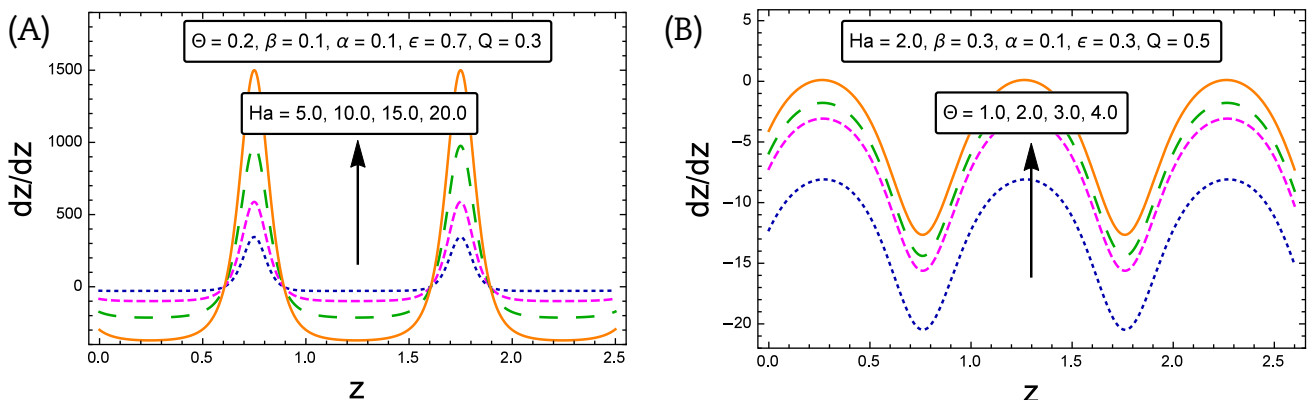 (A)
Θ = 0.2, β = 0.1, α = 0.1, ϵ = 0.7, Q = 0.3
Ha = 5.0, 10.0, 15.0, 20.0
1500
1000
500
0
dz/dz
0.0 0.5 1.0 1.5 2.0 2.5
z
(B)
Ha = 2.0, β = 0.3, α = 0.1, ϵ = 0.3, Q = 0.5
Θ = 1.0, 2.0, 3.0, 4.0
5
0
−5
−10
−15
−20
dz/dz
0.0 0.5 1.0 1.5 2.0 2.5
z